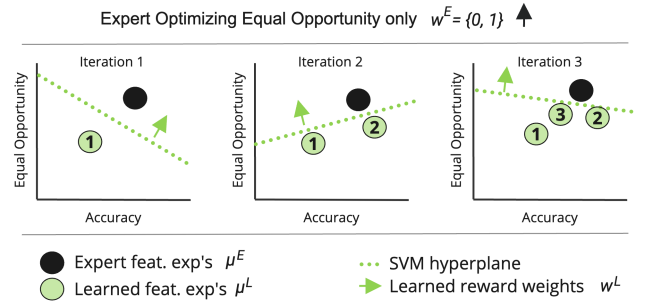 Expert Optimizing Equal Opportunity only w^E = {0, 1}
Iteration 1
Iteration 2
Iteration 3
Equal Opportunity
1
Accuracy
Equal Opportunity
1
2
Accuracy
Equal Opportunity
1
3
2
Accuracy
Expert feat. exp's μ^E
Learned feat. exp's μ^L
SVM hyperplane
Learned reward weights w^L